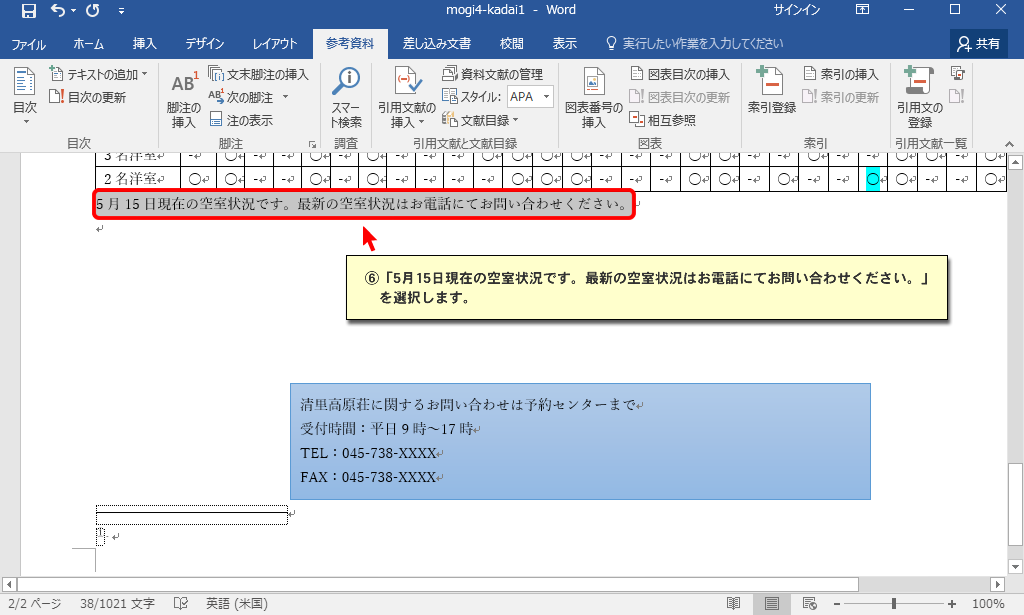 mogi4-kadai1 - Word
サインイン
ファイル ホーム 挿入 デザイン レイアウト 参考資料 差し込み文書 校閲 表示 実行したい作業を入力してください 共有
目次
テキストの追加
目次の更新
目次
AB1
脚注の
挿入
文末脚注の挿入
AB1 次の脚注
注の表示
脚注
スマー
ト検索
調査
引用文献の
挿入
資料文献の管理
スタイル: APA
文献目録
引用文献と文献目録
図表番号の
挿入
図表目次の挿入
図表目次の更新
相互参照
図表
索引登録
索引の挿入
索引の更新
索引
引用文の
登録
引用文献一覧
3 名洋室 - ○ - - ○ - ○ - - - ○ ○ ○ - - - ○ ○ - - ○ - - ○ - - ○
2 名洋室 ○ ○ - - ○ - ○ - - - - ○ ○ ○ - - - ○ ○ - ○ - - ○ ○ - - ○
5 月 15 日現在の空室状況です。最新の空室状況はお電話にてお問い合わせください。
⑥「5月15日現在の空室状況です。最新の空室状況はお電話にてお問い合わせください。」
を選択します。
清里高原荘に関するお問い合わせは予約センターまで
受付時間：平日 9 時～17 時
TEL：045-738-XXXX
FAX：045-738-XXXX
1
2/2 ページ 38/1021 文字 英語 (米国) 100%